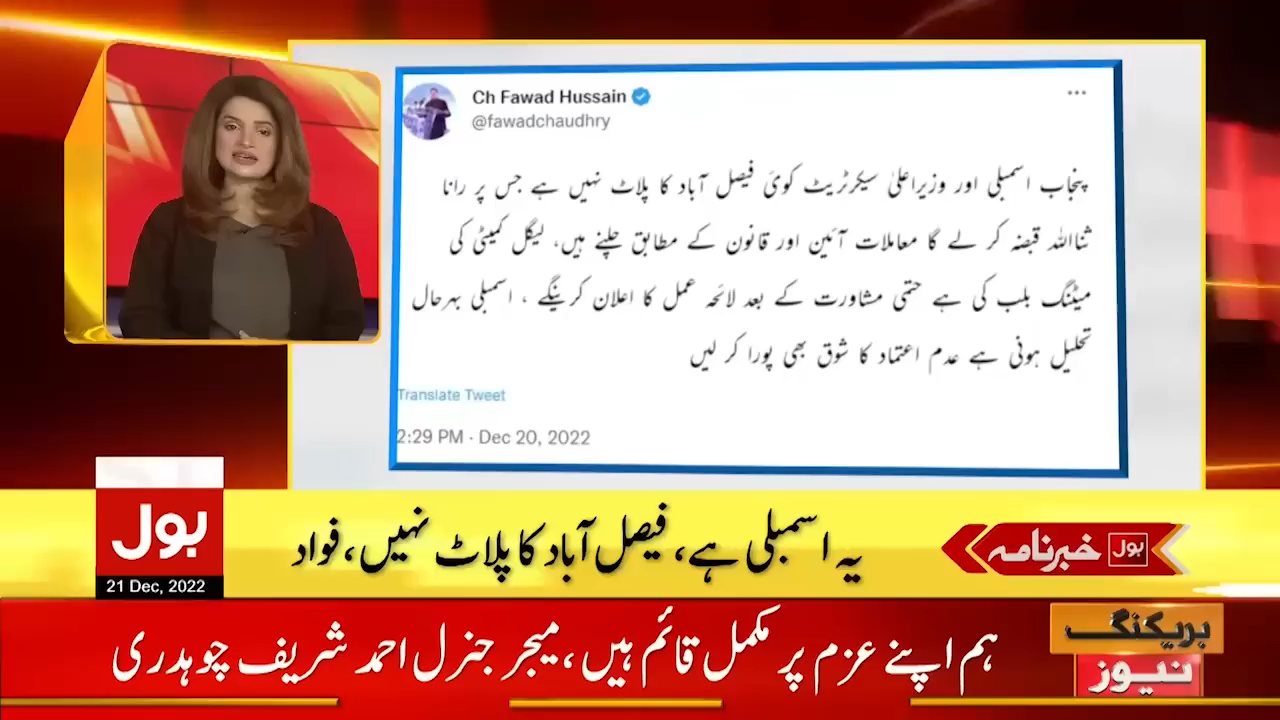 Ch Fawad Hussain
@fawadchaudhry
پنجاب اسمبلی اور وزیراعلیٰ سیکرٹریٹ کوئ فیصل آباد کا پلاٹ نہیں ہے جس پر رانا
ثنااللہ قبضہ کر لے گا معاملات آئین اور قانون کے مطابق چلنے ہیں، لیگل کمیٹی کی
میٹنگ بلب کی ہے حتمی مشاورت کے بعد لائحہ عمل کا اعلان کرینگے ، اسمبلی بہرحال
تحلیل ہونی ہے عدم اعتماد کا شوق بھی پورا کر لیں
Translate Tweet
2:29 PM · Dec 20, 2022
بول
21 Dec, 2022
یہ اسمبلی ہے، فیصل آباد کا پلاٹ نہیں، فواد
بول خبرنامہ
ہم اپنے عزم پر مکمل قائم ہیں، میجر جنرل احمد شریف چوہدری
بریکنگ
نیوز